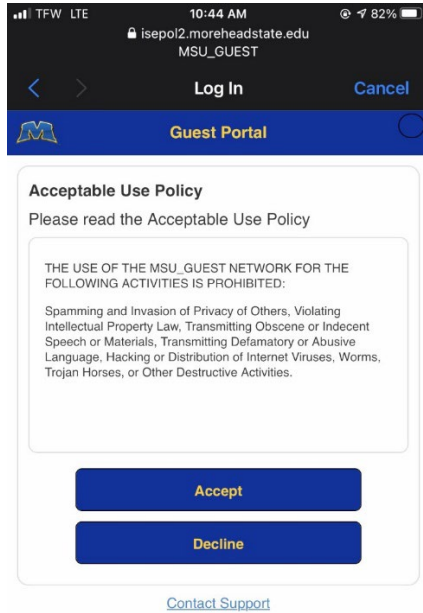 TFW LTE 10:44 AM 82%
isepol2.moreheadstate.edu
MSU_GUEST
Log In Cancel
M Guest Portal
Acceptable Use Policy
Please read the Acceptable Use Policy
THE USE OF THE MSU_GUEST NETWORK FOR THE
FOLLOWING ACTIVITIES IS PROHIBITED:
Spamming and Invasion of Privacy of Others, Violating
Intellectual Property Law, Transmitting Obscene or Indecent
Speech or Materials, Transmitting Defamatory or Abusive
Language, Hacking or Distribution of Internet Viruses, Worms,
Trojan Horses, or Other Destructive Activities.
Accept
Decline
Contact Support